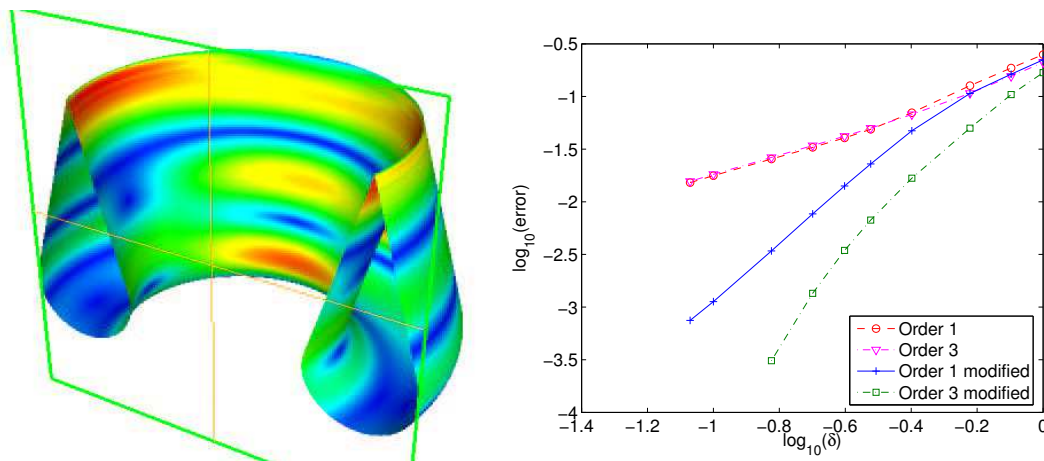 −0.5
−1
−1.5
−2
−2.5
−3
−3.5
−4
log10(error)
Order 1
Order 3
Order 1 modified
Order 3 modified
−1.4 −1.2 −1 −0.8 −0.6 −0.4 −0.2 0
log10(δ)